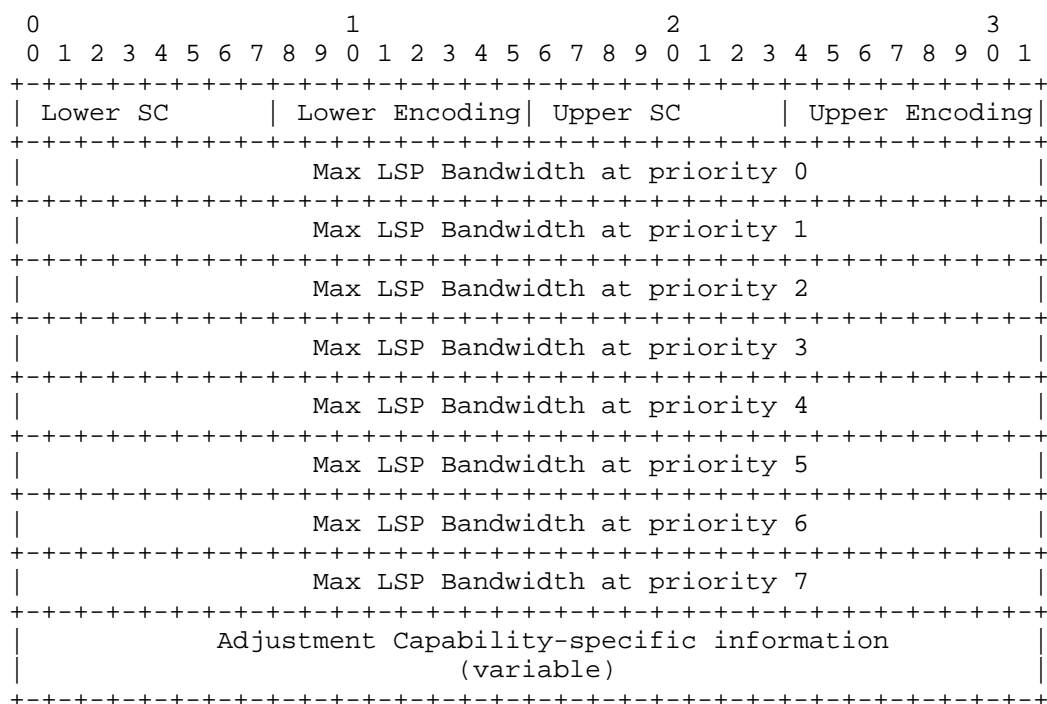 0                   1                   2                   3
 0 1 2 3 4 5 6 7 8 9 0 1 2 3 4 5 6 7 8 9 0 1 2 3 4 5 6 7 8 9 0 1
+-+-+-+-+-+-+-+-+-+-+-+-+-+-+-+-+-+-+-+-+-+-+-+-+-+-+-+-+-+-+-+-+
| Lower SC      | Lower Encoding| Upper SC      | Upper Encoding|
+-+-+-+-+-+-+-+-+-+-+-+-+-+-+-+-+-+-+-+-+-+-+-+-+-+-+-+-+-+-+-+-+
|                  Max LSP Bandwidth at priority 0              |
+-+-+-+-+-+-+-+-+-+-+-+-+-+-+-+-+-+-+-+-+-+-+-+-+-+-+-+-+-+-+-+-+
|                  Max LSP Bandwidth at priority 1              |
+-+-+-+-+-+-+-+-+-+-+-+-+-+-+-+-+-+-+-+-+-+-+-+-+-+-+-+-+-+-+-+-+
|                  Max LSP Bandwidth at priority 2              |
+-+-+-+-+-+-+-+-+-+-+-+-+-+-+-+-+-+-+-+-+-+-+-+-+-+-+-+-+-+-+-+-+
|                  Max LSP Bandwidth at priority 3              |
+-+-+-+-+-+-+-+-+-+-+-+-+-+-+-+-+-+-+-+-+-+-+-+-+-+-+-+-+-+-+-+-+
|                  Max LSP Bandwidth at priority 4              |
+-+-+-+-+-+-+-+-+-+-+-+-+-+-+-+-+-+-+-+-+-+-+-+-+-+-+-+-+-+-+-+-+
|                  Max LSP Bandwidth at priority 5              |
+-+-+-+-+-+-+-+-+-+-+-+-+-+-+-+-+-+-+-+-+-+-+-+-+-+-+-+-+-+-+-+-+
|                  Max LSP Bandwidth at priority 6              |
+-+-+-+-+-+-+-+-+-+-+-+-+-+-+-+-+-+-+-+-+-+-+-+-+-+-+-+-+-+-+-+-+
|                  Max LSP Bandwidth at priority 7              |
+-+-+-+-+-+-+-+-+-+-+-+-+-+-+-+-+-+-+-+-+-+-+-+-+-+-+-+-+-+-+-+-+
|            Adjustment Capability-specific information         |
|                           (variable)                          |
+-+-+-+-+-+-+-+-+-+-+-+-+-+-+-+-+-+-+-+-+-+-+-+-+-+-+-+-+-+-+-+-+